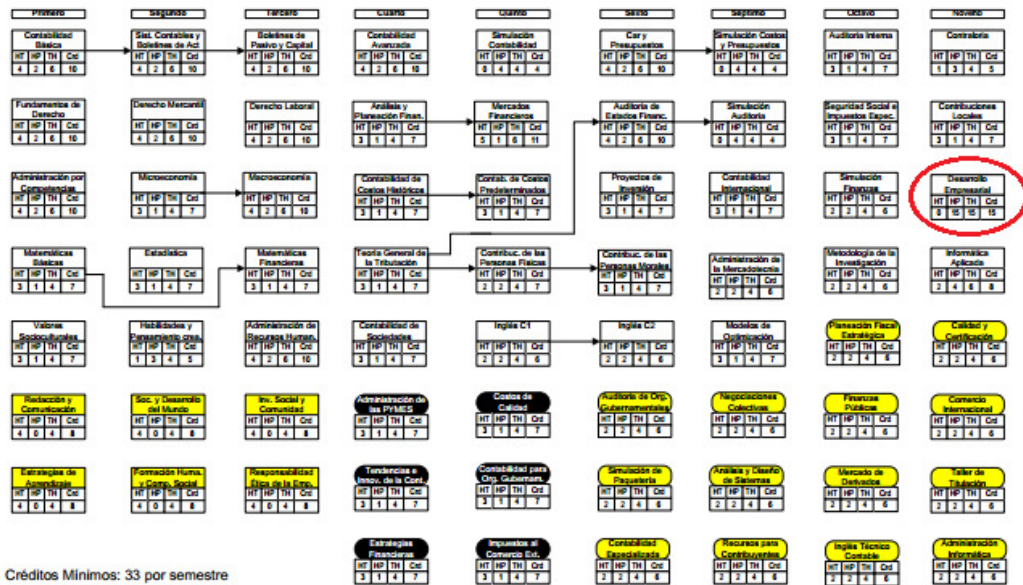 Primero Segundo Tercero Cuarto Quinto Sexto Septimo Octavo Noveno
Contabilidad Básica
HT HP TH Crd
4 2 6 10
Sist. Contables y Boletines de Act
HT HP TH Crd
4 2 6 10
Boletines de Pasivo y Capital
HT HP TH Crd
4 2 6 10
Contabilidad Avanzada
HT HP TH Crd
4 2 6 10
Simulación Contabilidad
HT HP TH Crd
0 4 4 4
Car y Presupuestos
HT HP TH Crd
4 2 6 10
Simulación Costos y Presupuestos
HT HP TH Crd
0 4 4 4
Auditoria Interna
HT HP TH Crd
3 1 4 7
Contraloría
HT HP TH Crd
1 3 4 5
Fundamentos de Derecho
HT HP TH Crd
4 2 6 10
Derecho Mercantil
HT HP TH Crd
4 2 6 10
Derecho Laboral
HT HP TH Crd
4 2 6 10
Análisis y Planeación Finan.
HT HP TH Crd
3 1 4 7
Mercados Financieros
HT HP TH Crd
5 1 6 11
Auditoría de Estados Financ.
HT HP TH Crd
4 2 6 10
Simulación Auditoría
HT HP TH Crd
0 4 4 4
Seguridad Social e Impuestos Espec.
HT HP TH Crd
3 1 4 7
Contribuciones Locales
HT HP TH Crd
3 1 4 7
Administración por Competencias
HT HP TH Crd
4 2 6 10
Microeconomía
HT HP TH Crd
3 1 4 7
Macroeconomía
HT HP TH Crd
4 2 6 10
Contabilidad de Costos Históricos
HT HP TH Crd
3 1 4 7
Contab. de Costos Predeterminados
HT HP TH Crd
3 1 4 7
Proyectos de Inversión
HT HP TH Crd
3 1 4 7
Contabilidad Internacional
HT HP TH Crd
3 1 4 7
Simulación Finanzas
HT HP TH Crd
2 2 4 6
Desarrollo Empresarial
HT HP TH Crd
0 15 15 15
Matemáticas Básicas
HT HP TH Crd
3 1 4 7
Estadística
HT HP TH Crd
3 1 4 7
Matemáticas Financieras
HT HP TH Crd
3 1 4 7
Teoría General de la Tributación
HT HP TH Crd
3 1 4 7
Contribuc. de las Personas Físicas
HT HP TH Crd
2 2 4 7
Contribuc. de las Personas Morales
HT HP TH Crd
3 1 4 7
Administración de la Mercadotecnia
HT HP TH Crd
2 2 4 6
Metodología de la Investigación
HT HP TH Crd
2 2 4 6
Informática Aplicada
HT HP TH Crd
2 4 6 8
Valores Socioculturales
HT HP TH Crd
3 1 4 7
Habilidades y Pensamiento crea.
HT HP TH Crd
1 3 4 5
Administración de Recursos Human.
HT HP TH Crd
4 2 6 10
Contabilidad de Sociedades
HT HP TH Crd
3 1 4 7
Inglés C1
HT HP TH Crd
2 2 4 6
Inglés C2
HT HP TH Crd
2 2 4 6
Modelos de Optimización
HT HP TH Crd
3 1 4 7
Planeación Fiscal Estratégica
HT HP TH Crd
2 2 4 6
Calidad y Certificación
HT HP TH Crd
2 2 4 6
Redacción y Comunicación
HT HP TH Crd
4 0 4 8
Soc. y Desarrollo del Mundo
HT HP TH Crd
4 0 4 8
Inv. Social y Comunidad
HT HP TH Crd
4 0 4 8
Administración de las PYMES
HT HP TH Crd
3 1 4 7
Costos de Calidad
HT HP TH Crd
3 1 4 7
Auditoría de Org. Gubernamentales
HT HP TH Crd
2 2 4 6
Negociaciones Colectivas
HT HP TH Crd
2 2 4 6
Finanzas Públicas
HT HP TH Crd
2 2 4 6
Comercio Internacional
HT HP TH Crd
2 2 4 6
Estrategias de Aprendizaje
HT HP TH Crd
4 0 4 8
Formación Huma. y Comp. Social
HT HP TH Crd
4 0 4 8
Responsabilidad Ética de la Emp.
HT HP TH Crd
4 0 4 8
Tendencias e Innov. de la Cont.
HT HP TH Crd
3 1 4 7
Contabilidad para Org. Gubernam.
HT HP TH Crd
3 1 4 7
Simulación de Paquetería
HT HP TH Crd
2 2 4 6
Análisis y Diseño de Sistemas
HT HP TH Crd
2 2 4 6
Mercado de Derivados
HT HP TH Crd
2 2 4 6
Taller de Titulación
HT HP TH Crd
2 2 4 6
Estrategias Financieras
HT HP TH Crd
3 1 4 7
Impuestos al Comercio Ext.
HT HP TH Crd
3 1 4 7
Contabilidad Especializada
HT HP TH Crd
2 2 4 6
Recursos para Contribuyentes
HT HP TH Crd
2 2 4 6
Inglés Técnico Contable
HT HP TH Crd
2 2 4 6
Administración Informática
HT HP TH Crd
2 2 4 6
Créditos Mínimos: 33 por semestre